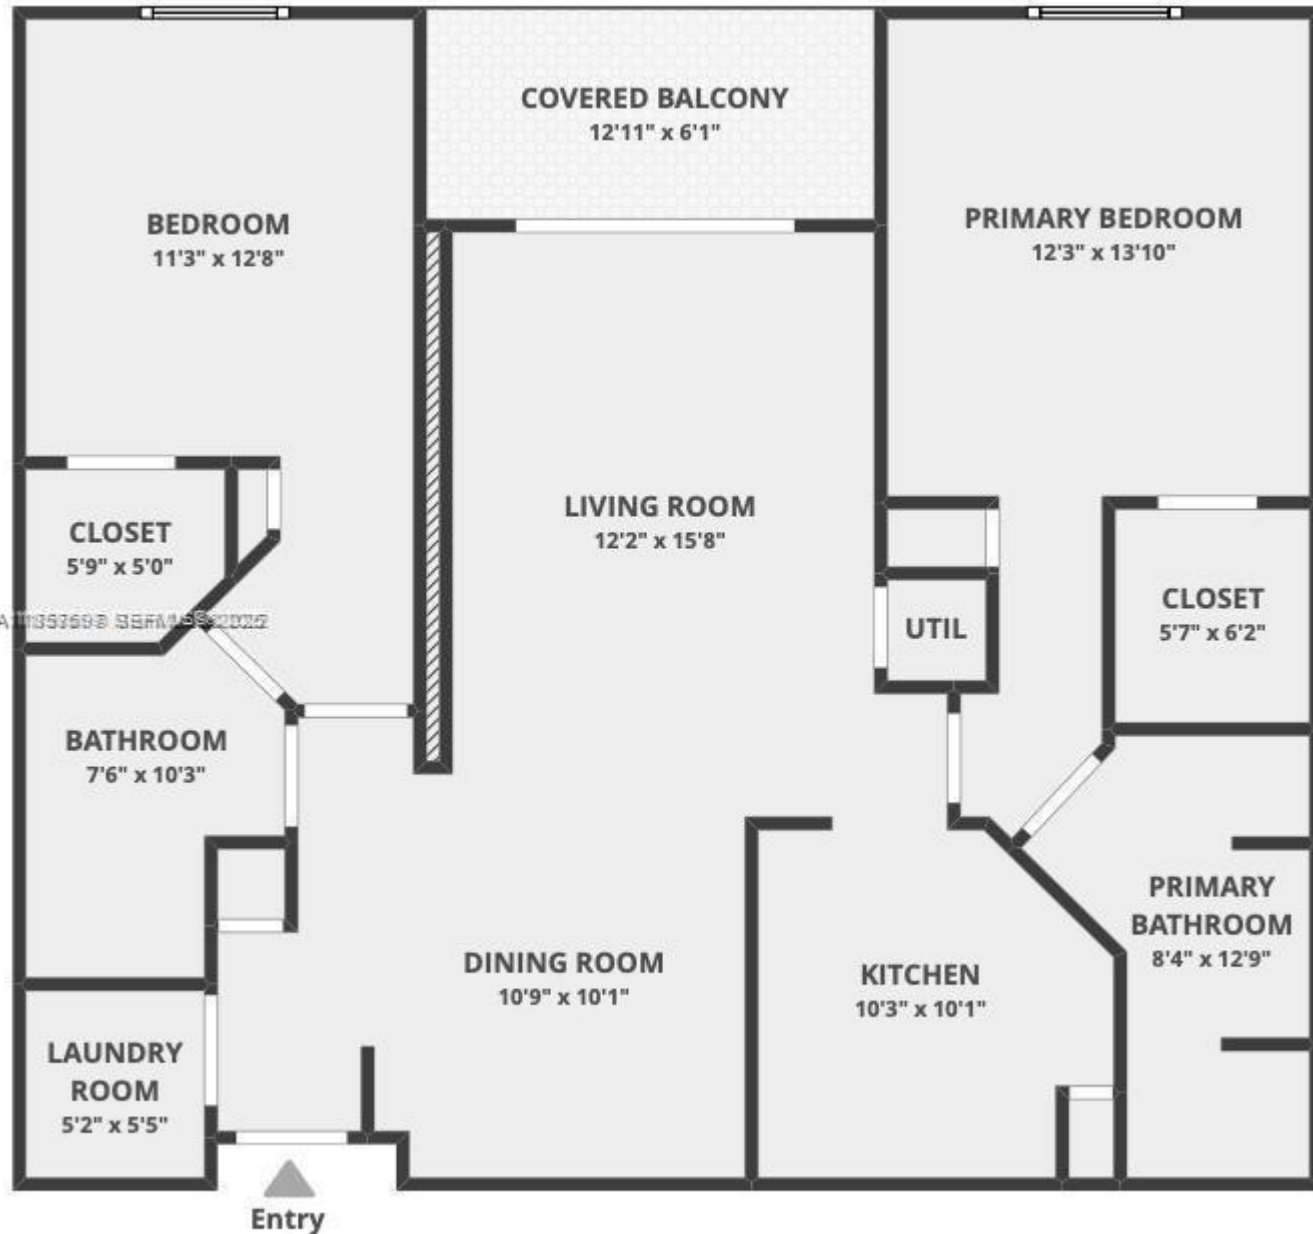 COVERED BALCONY
12'11" x 6'1"
BEDROOM
11'3" x 12'8"
PRIMARY BEDROOM
12'3" x 13'10"
LIVING ROOM
12'2" x 15'8"
CLOSET
5'9" x 5'0"
CLOSET
5'7" x 6'2"
UTIL
BATHROOM
7'6" x 10'3"
PRIMARY
BATHROOM
8'4" x 12'9"
DINING ROOM
10'9" x 10'1"
KITCHEN
10'3" x 10'1"
LAUNDRY
ROOM
5'2" x 5'5"
Entry